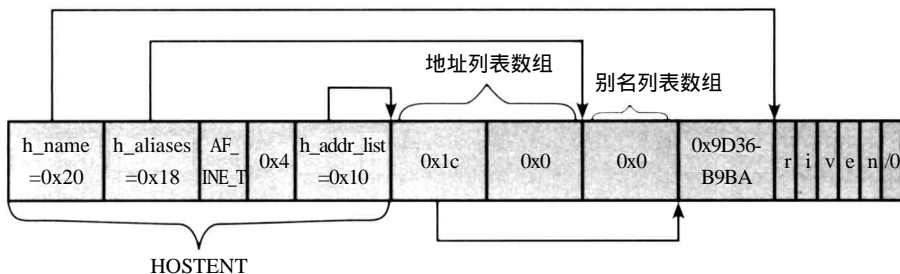 地址列表数组
别名列表数组
h_name
=0x20
h_aliases
=0x18
AF_
INE_T
0x4
h_addr_list
=0x10
0x1c
0x0
0x0
0x9D36-
B9BA
r i v e n /0
HOSTENT